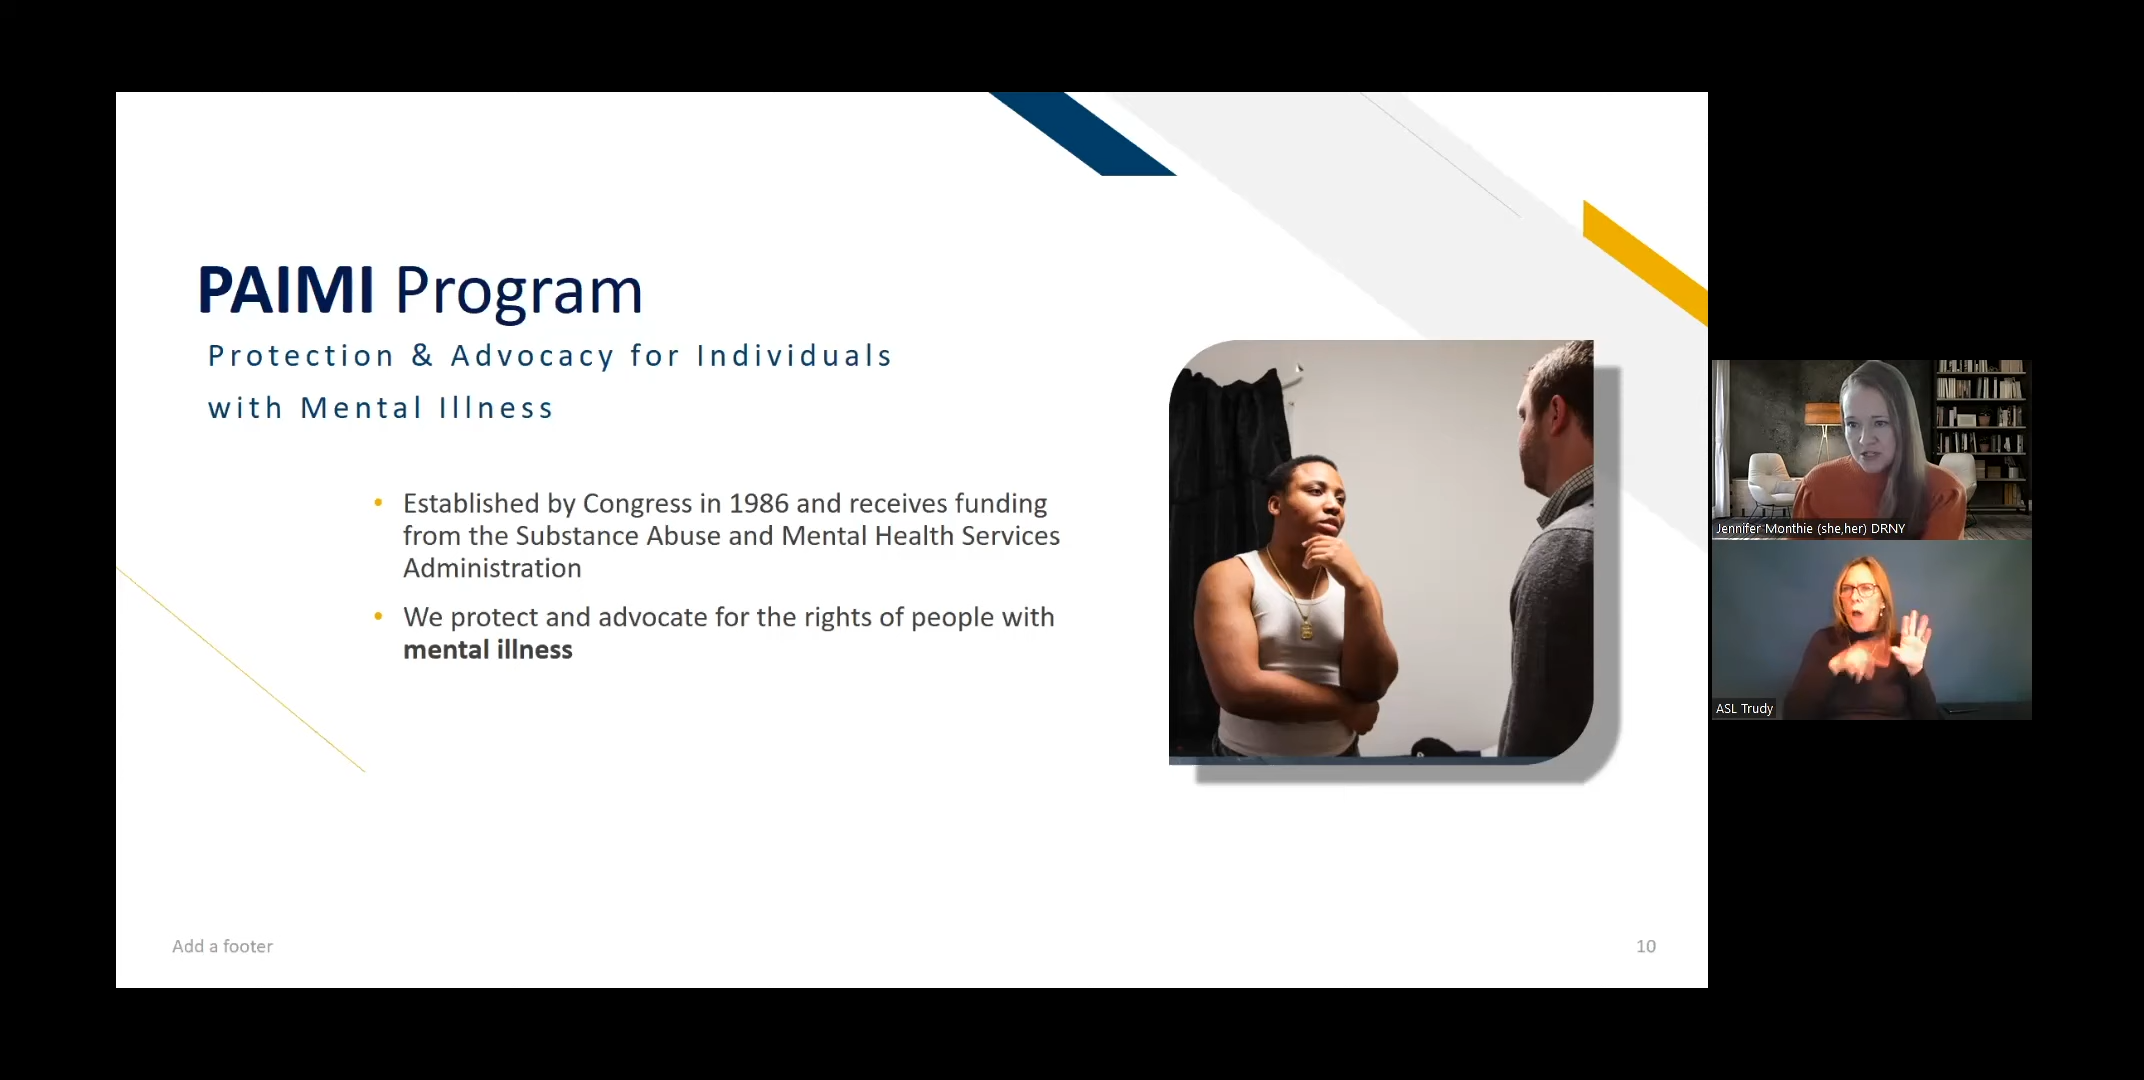 PAIMI Program
Protection & Advocacy for Individuals
with Mental Illness
• Established by Congress in 1986 and receives funding
from the Substance Abuse and Mental Health Services
Administration
• We protect and advocate for the rights of people with
mental illness
Add a footer
10
Jennifer Monthie (she,her) DRNY
ASL Trudy